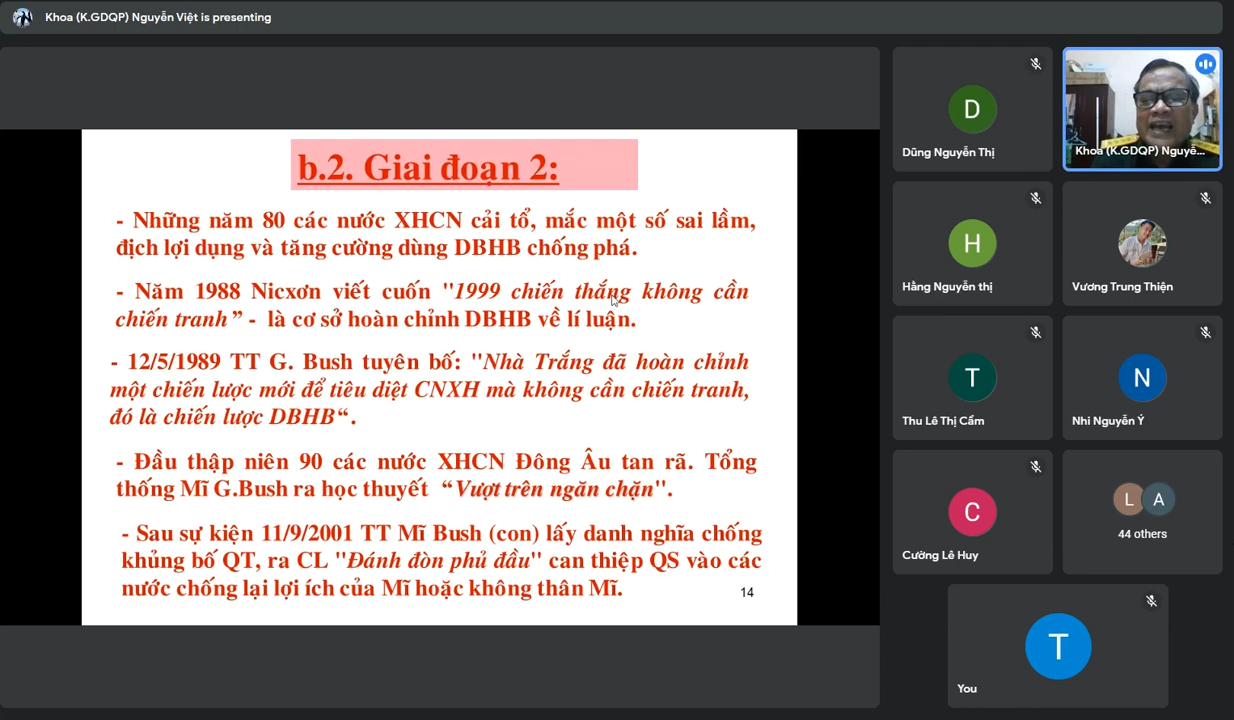 Khoa (K.GDQP) Nguyễn Việt is presenting
b.2. Giai đoạn 2:
- Những năm 80 các nước XHCN cải tổ, mắc một số sai lầm,
địch lợi dụng và tăng cường dùng DBHB chống phá.
- Năm 1988 Nicxơn viết cuốn "1999 chiến thắng không cần
chiến tranh” - là cơ sở hoàn chỉnh DBHB về lí luận.
- 12/5/1989 TT G. Bush tuyên bố: "Nhà Trắng đã hoàn chỉnh
một chiến lược mới để tiêu diệt CNXH mà không cần chiến tranh,
đó là chiến lược DBHB“.
- Đầu thập niên 90 các nước XHCN Đông Âu tan rã. Tổng
thống Mĩ G.Bush ra học thuyết “Vượt trên ngăn chặn".
- Sau sự kiện 11/9/2001 TT Mĩ Bush (con) lấy danh nghĩa chống
khủng bố QT, ra CL "Đánh đòn phủ đầu" can thiệp QS vào các
nước chống lại lợi ích của Mĩ hoặc không thân Mĩ.
14
D
Dũng Nguyễn Thị
Khoa (K.GDQP) Nguyễ...
H
Hằng Nguyễn thị
Vương Trung Thiện
T
Thu Lê Thị Cẩm
N
Nhi Nguyễn Ý
C
Cường Lê Huy
L A
44 others
T
You